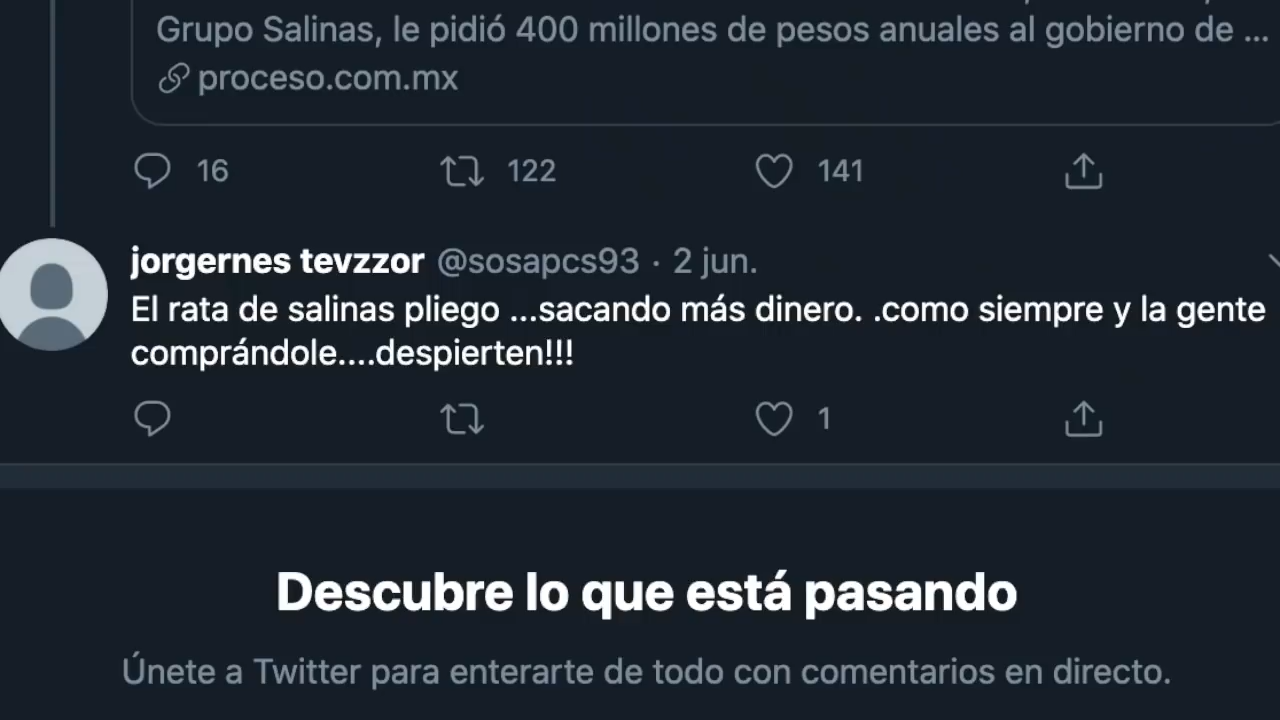 Grupo Salinas, le pidió 400 millones de pesos anuales al gobierno de ...
proceso.com.mx
16 122 141
jorgernes tevzzor @sosapcs93 · 2 jun.
El rata de salinas pliego ...sacando más dinero. .como siempre y la gente
comprándole....despierten!!!
1
Descubre lo que está pasando
Únete a Twitter para enterarte de todo con comentarios en directo.